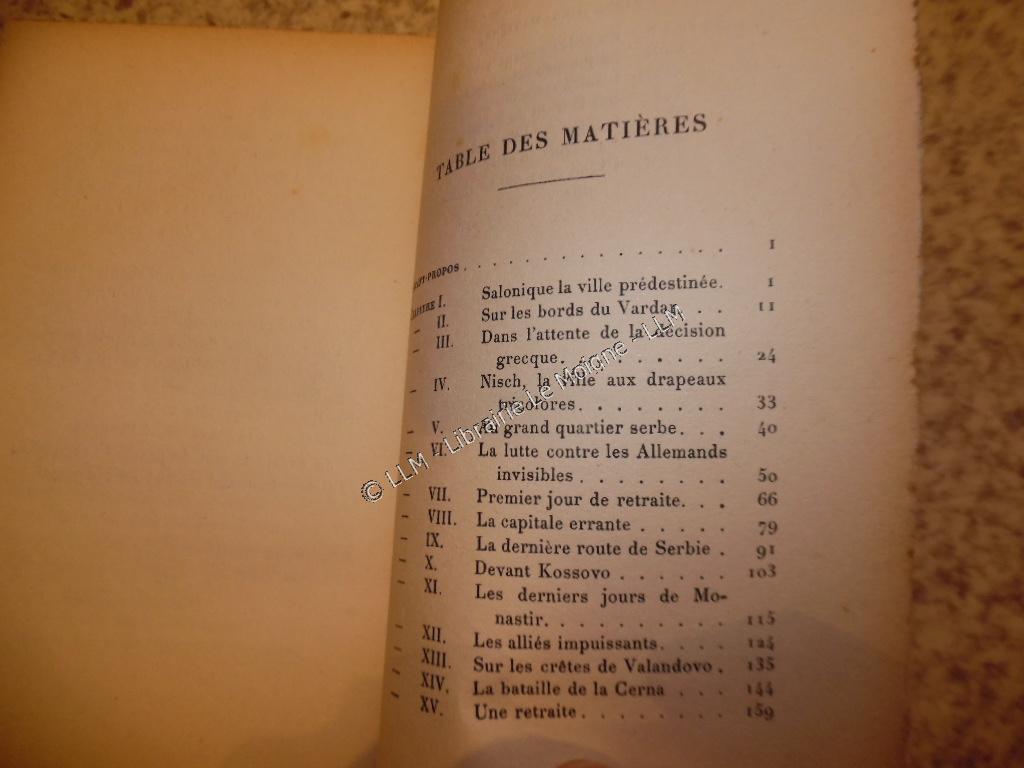 TABLE DES MATIÈRES
ANT-PROPOS . . . . . . . . . . . . . I
APITRE I. Salonique la ville prédestinée. 1
— II. Sur les bords du Vardar. . . 11
— III. Dans l'attente de la décision
grecque. . . . . . . . . . 24
— IV. Nisch, la ville aux drapeaux
tricolores. . . . . . . . 33
— V. Au grand quartier serbe. . . 40
— VI. La lutte contre les Allemands
invisibles . . . . . . . . 50
— VII. Premier jour de retraite. . . 66
— VIII. La capitale errante . . . . . 79
— IX. La dernière route de Serbie . 91
— X. Devant Kossovo . . . . . . 103
— XI. Les derniers jours de Mo-
nastir. . . . . . . . . . 115
— XII. Les alliés impuissants. . . . 124
— XIII. Sur les crêtes de Valandovo . 135
— XIV. La bataille de la Cerna . . . 144
— XV. Une retraite. . . . . . . . 159
© LLM - Librairie Le Moigne - LLM